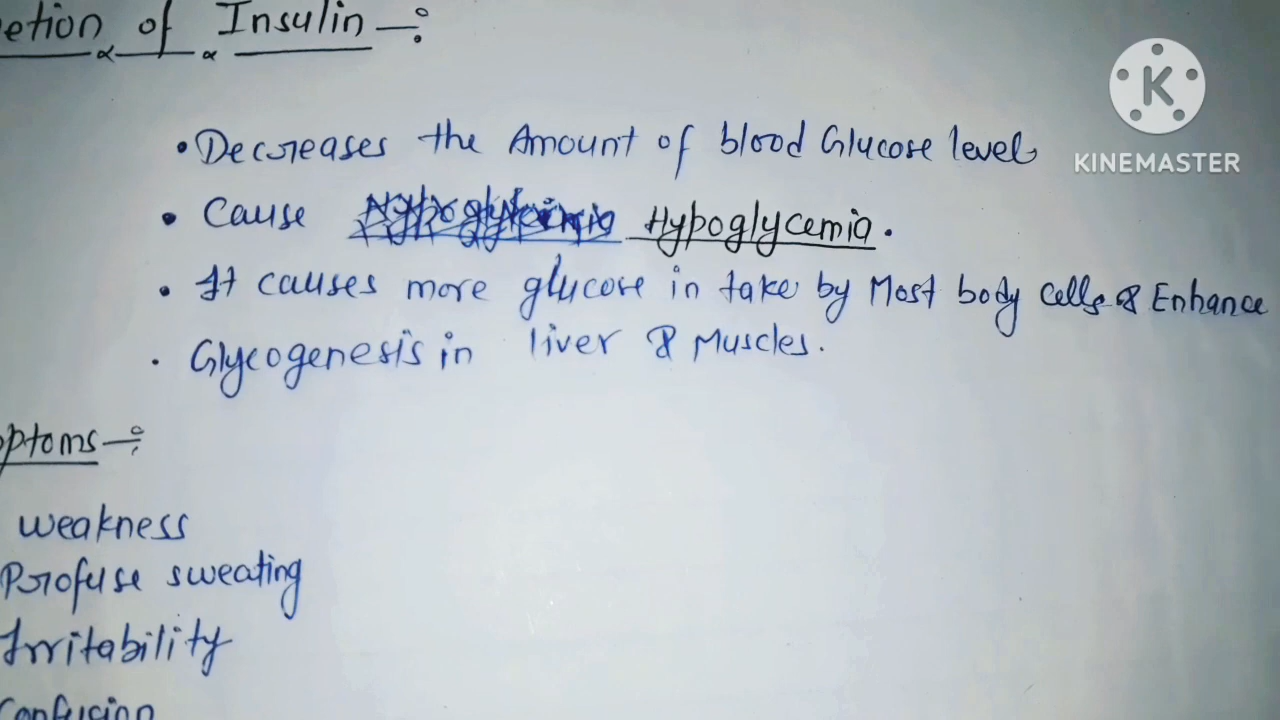 etion of Insulin -:
• Decreases the Amount of blood Glucose level
K
KINEMASTER
• Cause Hypoglycemia.
• It causes more glucose in take by Most body cells & Enhance
• Glycogenesis in liver & Muscles.
ptoms -:
weakness
Profuse sweating
Irritability
Confusion